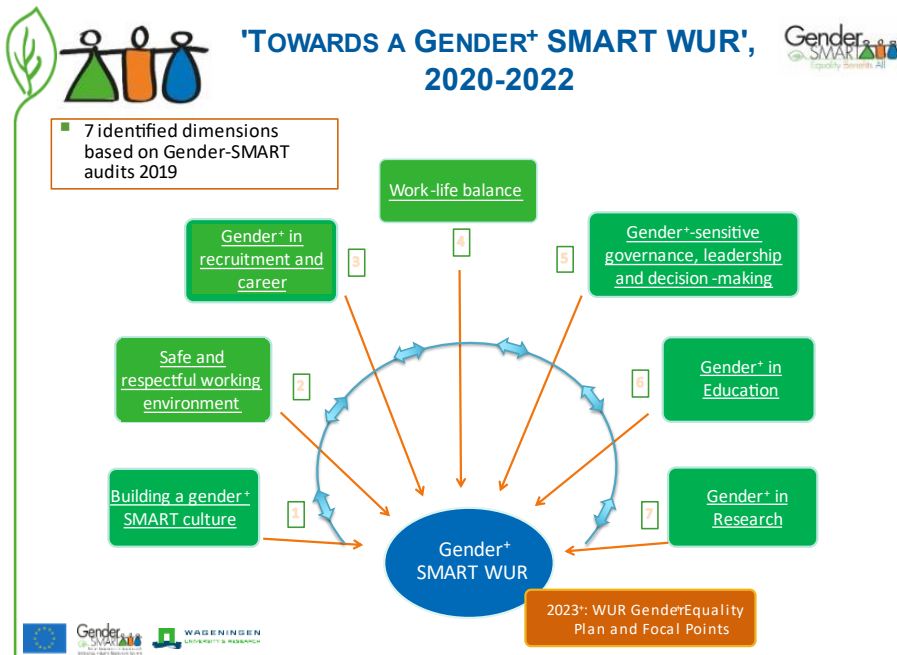 'TOWARDS A GENDER⁺ SMART WUR',
2020-2022
Gender
SMART
Equality Benefits All
7 identified dimensions
based on Gender-SMART
audits 2019
Work-life balance
4
Gender⁺ in
recruitment and
career
3
Gender⁺-sensitive
governance, leadership
and decision -making
5
Safe and
respectful working
environment
2
Gender⁺ in
Education
6
Building a gender⁺
SMART culture
1
Gender⁺ in
Research
7
Gender⁺
SMART WUR
2023⁺: WUR Gender⁺Equality
Plan and Focal Points
Gender
SMART
WAGENINGEN
UNIVERSITY & RESEARCH